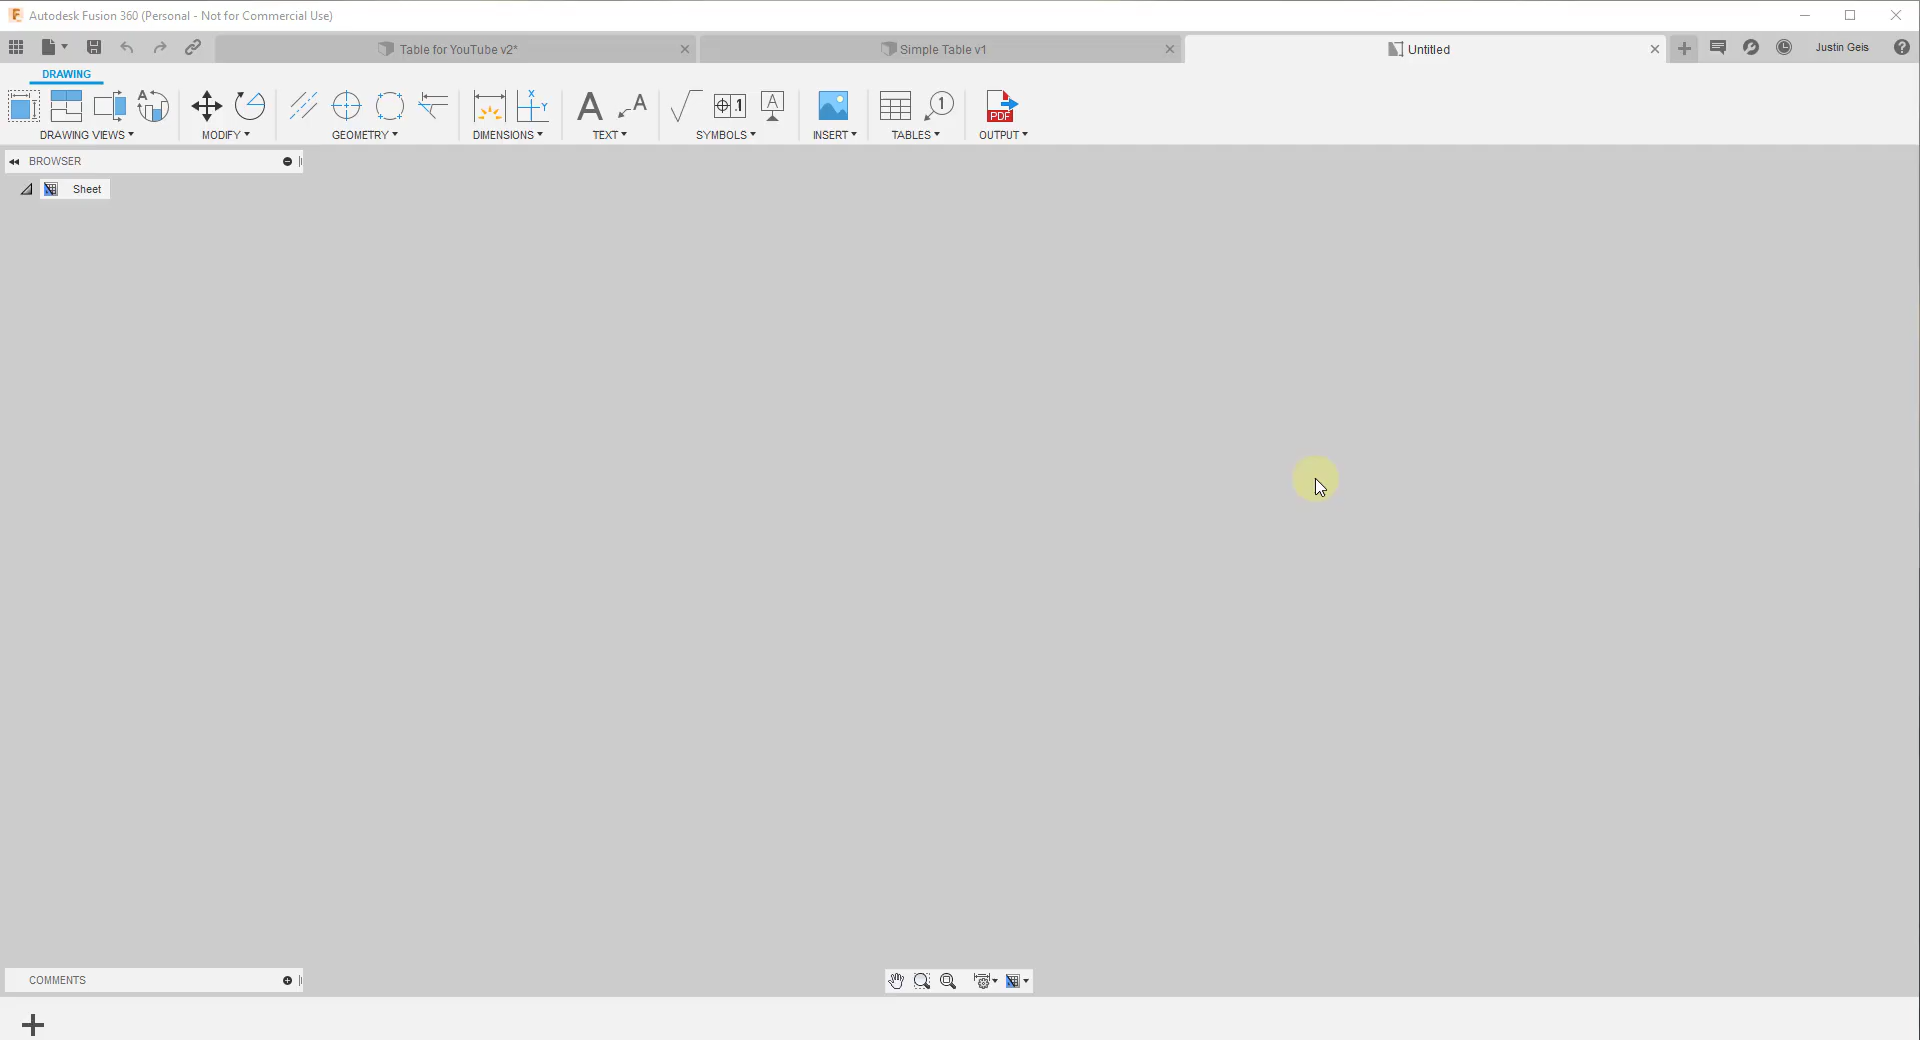 Autodesk Fusion 360 (Personal - Not for Commercial Use)
Table for YouTube v2*
Simple Table v1
Untitled
Justin Geis
DRAWING
DRAWING VIEWS
MODIFY
GEOMETRY
DIMENSIONS
TEXT
SYMBOLS
INSERT
TABLES
OUTPUT
BROWSER
Sheet
COMMENTS